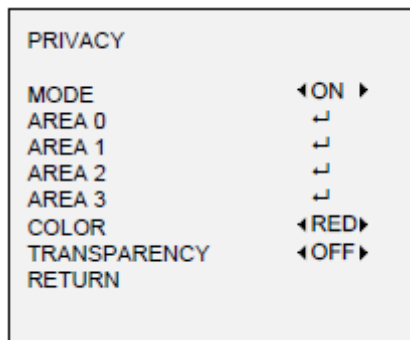 PRIVACY
MODE ◄ON ►
AREA 0 ↵
AREA 1 ↵
AREA 2 ↵
AREA 3 ↵
COLOR ◄RED►
TRANSPARENCY ◄OFF►
RETURN